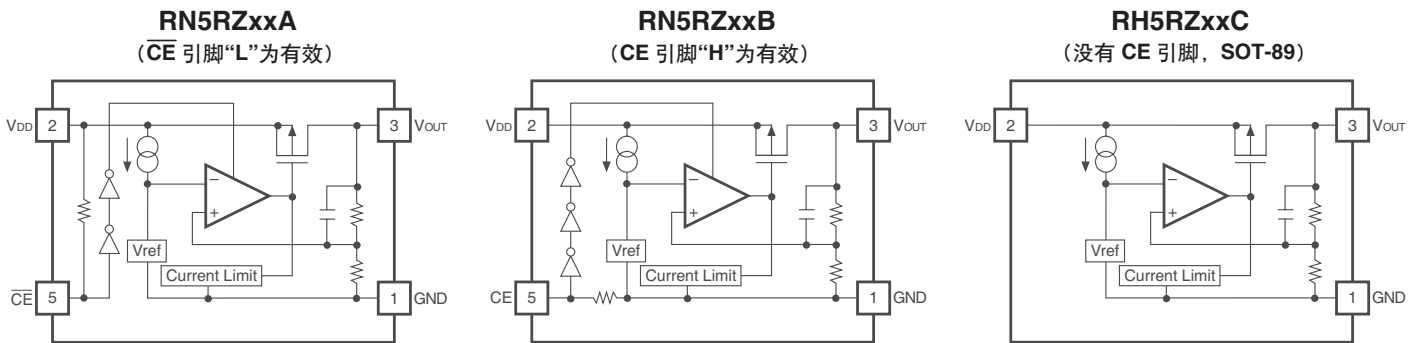 RN5RZxxA
（CE 引脚“L”为有效）
VDD 2
3 VOUT
−
+
Vref
Current Limit
CE 5
1 GND
RN5RZxxB
（CE 引脚“H”为有效）
VDD 2
3 VOUT
−
+
Vref
Current Limit
CE 5
1 GND
RH5RZxxC
（没有 CE 引脚，SOT-89）
VDD 2
3 VOUT
−
+
Vref
Current Limit
1 GND